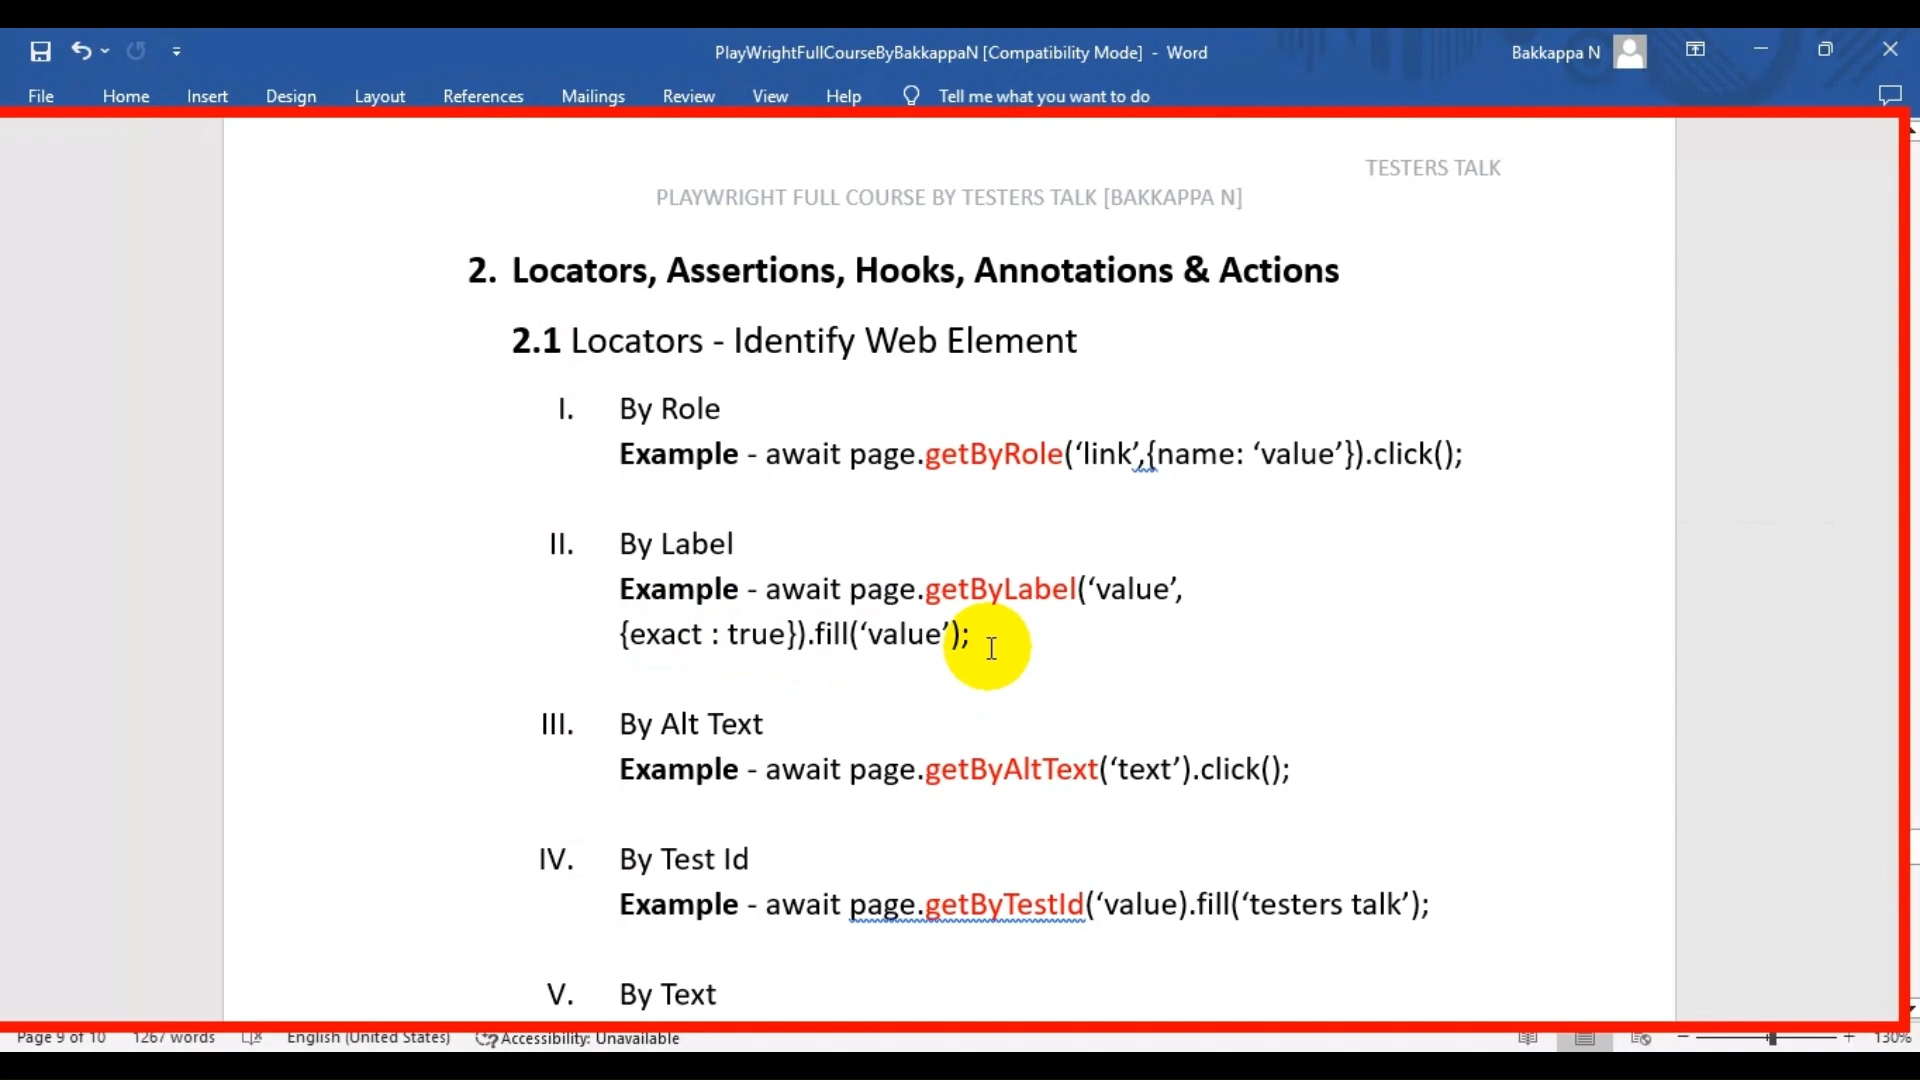 PlayWrightFullCourseByBakkappaN [Compatibility Mode] - Word
Bakkappa N
File Home Insert Design Layout References Mailings Review View Help Tell me what you want to do
TESTERS TALK
PLAYWRIGHT FULL COURSE BY TESTERS TALK [BAKKAPPA N]
2. Locators, Assertions, Hooks, Annotations & Actions
2.1 Locators - Identify Web Element
I. By Role
Example - await page.getByRole(‘link’,{name: ‘value’}).click();
II. By Label
Example - await page.getByLabel(‘value’,
{exact : true}).fill(‘value’);
III. By Alt Text
Example - await page.getByAltText(‘text’).click();
IV. By Test Id
Example - await page.getByTestId(‘value).fill(‘testers talk’);
V. By Text
Page 9 of 10 1267 words English (United States) Accessibility: Unavailable 130%